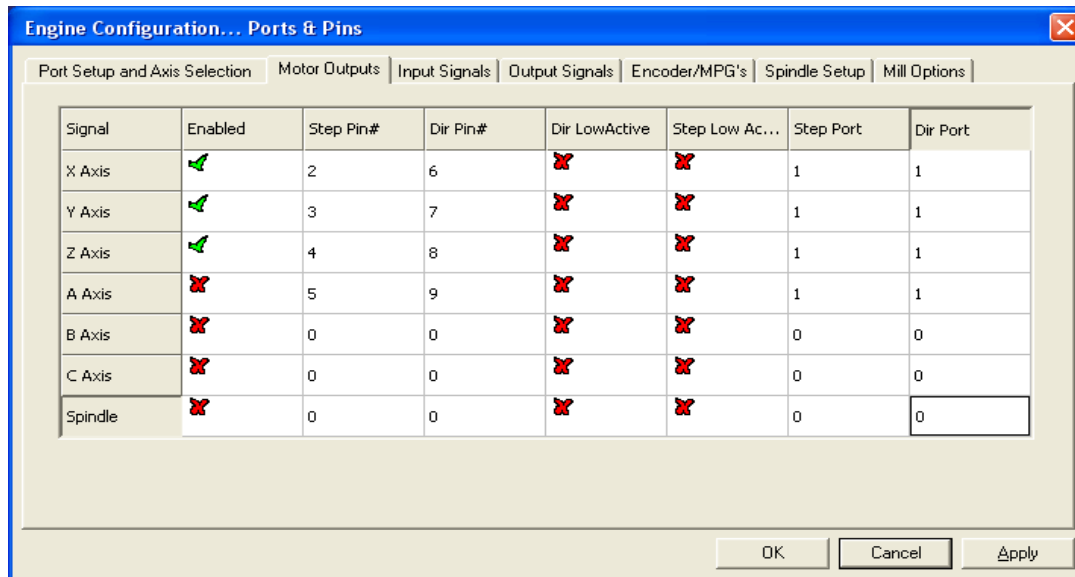 Engine Configuration... Ports & Pins
Port Setup and Axis Selection Motor Outputs Input Signals Output Signals Encoder/MPG's Spindle Setup Mill Options
Signal Enabled Step Pin# Dir Pin# Dir LowActive Step Low Ac... Step Port Dir Port
X Axis 2 6 1 1
Y Axis 3 7 1 1
Z Axis 4 8 1 1
A Axis 5 9 1 1
B Axis 0 0 0 0
C Axis 0 0 0 0
Spindle 0 0 0 0
OK Cancel Apply